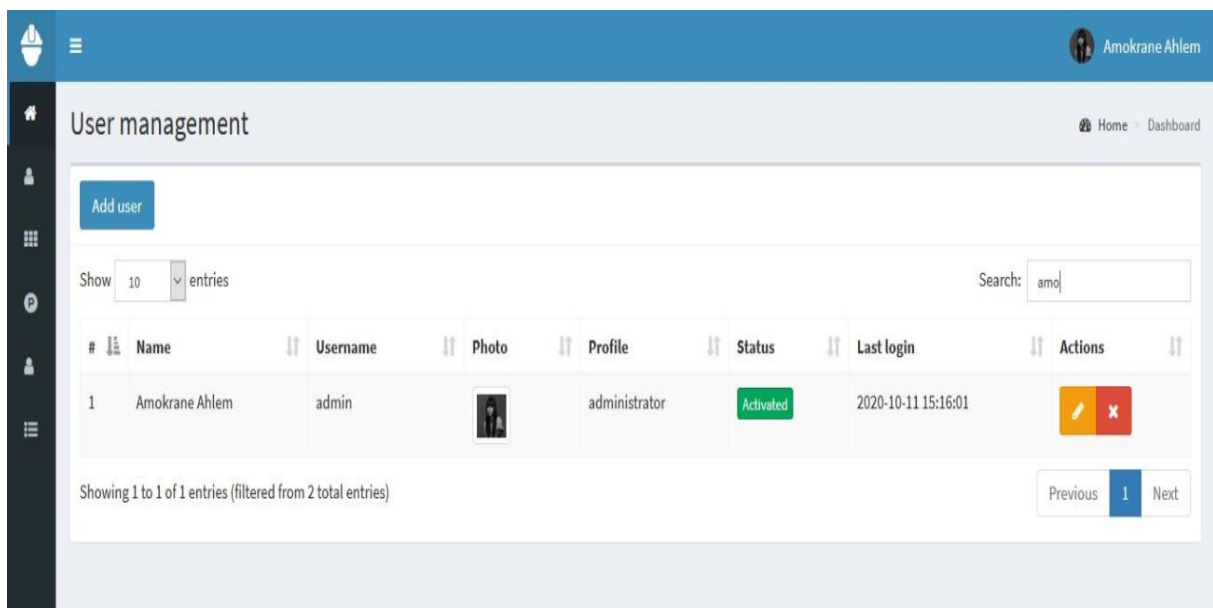 Amokrane Ahlem
User management
Home > Dashboard
Add user
Show 10 entries
Search: amo
# Name Username Photo Profile Status Last login Actions
1 Amokrane Ahlem admin administrator Activated 2020-10-11 15:16:01
Showing 1 to 1 of 1 entries (filtered from 2 total entries)
Previous 1 Next